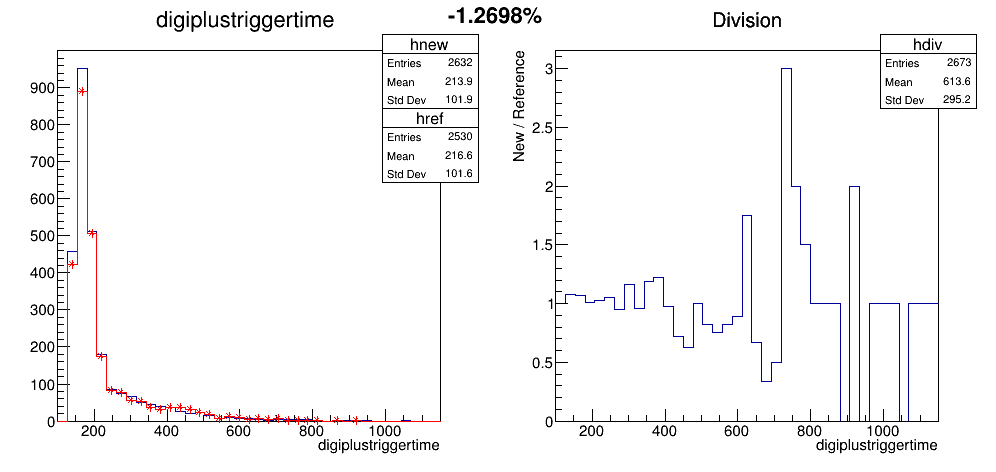 digiplustriggertime
-1.2698%
Division
hnew
Entries 2632
Mean 213.9
Std Dev 101.9
href
Entries 2530
Mean 216.6
Std Dev 101.6
900
800
700
600
500
400
300
200
100
0
200 400 600 800 1000
digiplustriggertime
hdiv
Entries 2673
Mean 613.6
Std Dev 295.2
New / Reference
3
2.5
2
1.5
1
0.5
0
200 400 600 800 1000
digiplustriggertime